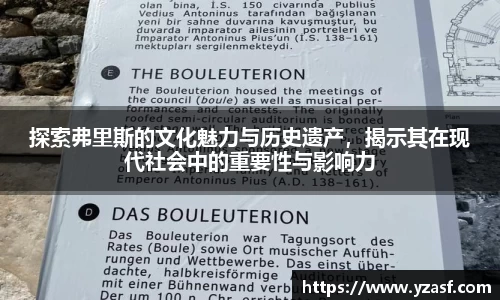 olan bina, İ.S. 150 civarında Publius
Vedius Antonius tarafından bağışlanan
yeni bir sahne duvarına kavuşmuştur, bu
duvarda imparator ailesinin portreleri ve
İmparator Antoninus Pius'un (İ.S. 138–161)
mektupları sergilenmekteydi.
E THE BOULEUTERION
The Bouleuterion housed the meetings of
the council (boule) as well as musical per-
formances and contests. The originally
roofed semi-circular auditorium is bonded
探索弗里斯的文化魅力与历史遗产,揭示其在现
代社会中的重要性与影响力
Emperor Antoninus Pius (A.D. 138–161).
D DAS BOULEUTERION
Das Bouleuterion war Tagungsort des
Rates (Boule) sowie Ort musischer Auffüh-
rungen und Wettbewerbe. Das einst über-
dachte, halbkreisförmige Auditorium ist
mit einer Bühnenwand
Der um 100 n. Chr. errichtete
https://www.yzasf.com